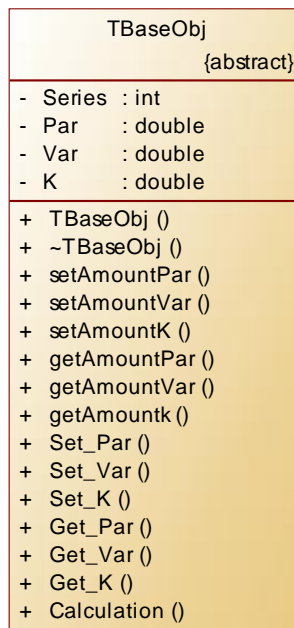 TBaseObj
{abstract}
- Series : int
- Par : double
- Var : double
- K : double
+ TBaseObj ()
+ ~TBaseObj ()
+ setAmountPar ()
+ setAmountVar ()
+ setAmountK ()
+ getAmountPar ()
+ getAmountVar ()
+ getAmountk ()
+ Set_Par ()
+ Set_Var ()
+ Set_K ()
+ Get_Par ()
+ Get_Var ()
+ Get_K ()
+ Calculation ()